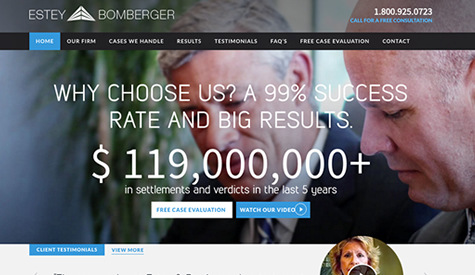 ESTEY BOMBERGER
1.800.925.0723
CALL FOR A FREE CONSULTATION
HOME OUR FIRM CASES WE HANDLE RESULTS TESTIMONIALS FAQ'S FREE CASE EVALUATION CONTACT
WHY CHOOSE US? A 99% SUCCESS
RATE AND BIG RESULTS.
$ 119,000,000+
in settlements and verdicts in the last 5 years
FREE CASE EVALUATION WATCH OUR VIDEO
CLIENT TESTIMONIALS VIEW MORE